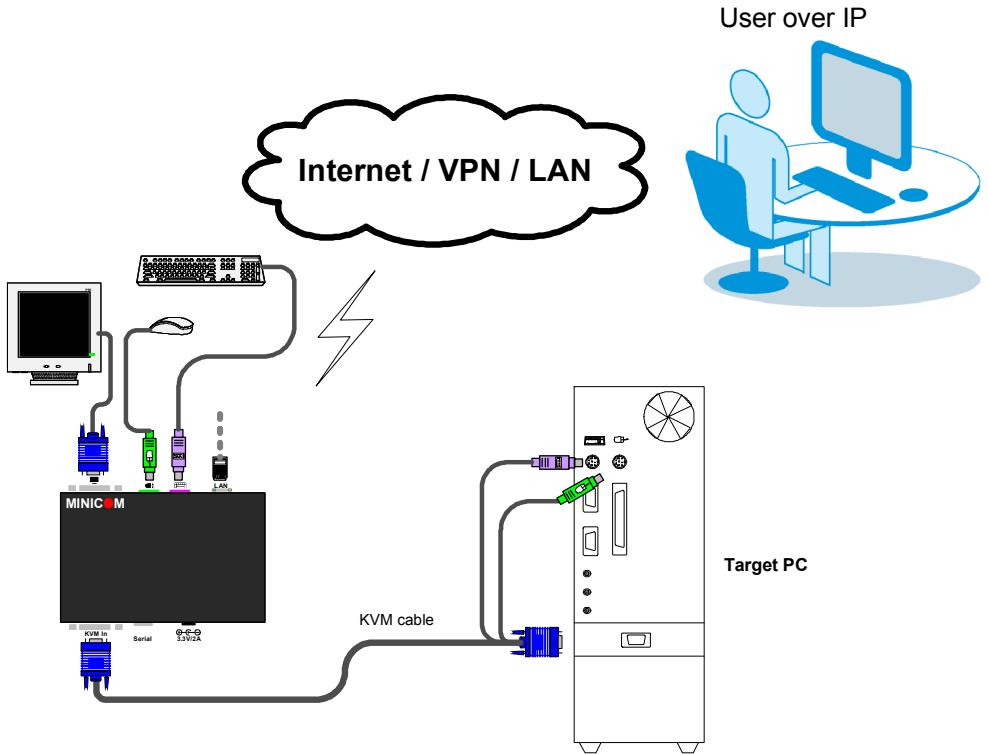 User over IP
Internet / VPN / LAN
LAN
MINICOM
Target PC
KVM cable
KVM In
Serial
3.3V/2A